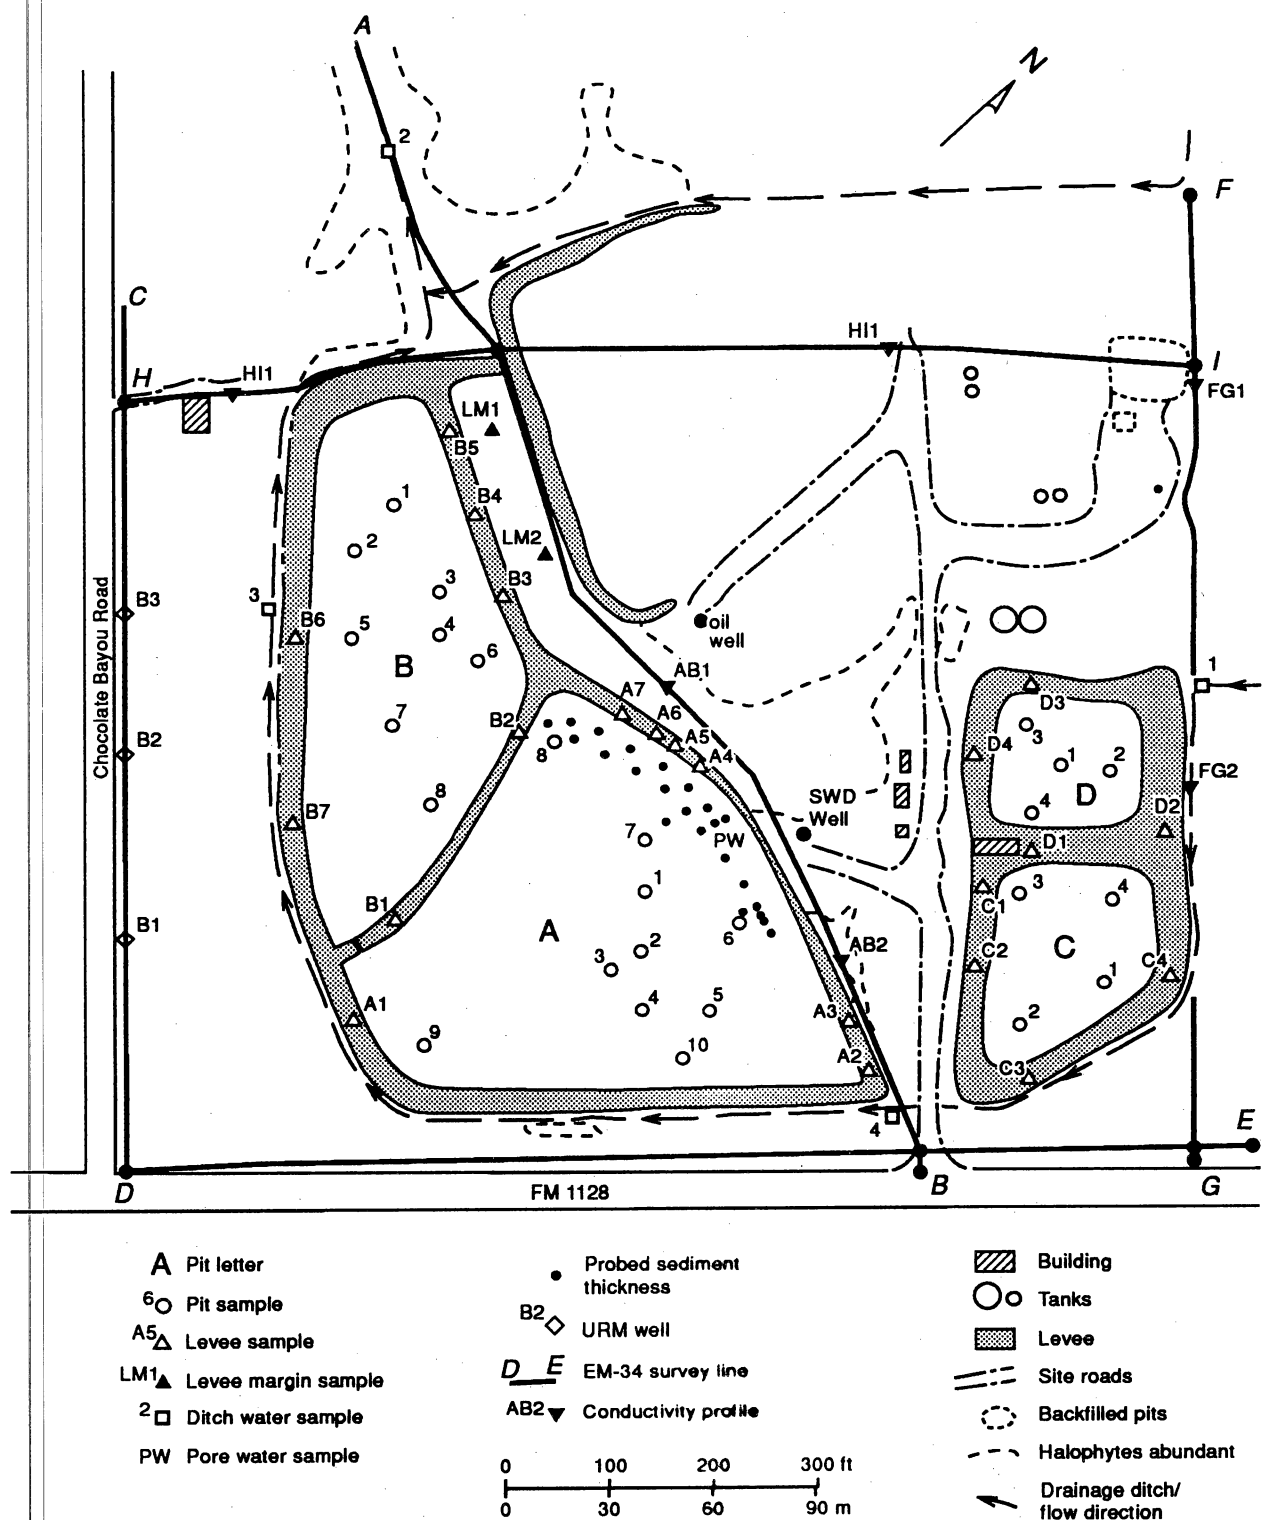 A
N
2
F
C
HI1
I
H
HI1
FG1
LM1
B5
1
B4
2
LM2
3
B3
Chocolate Bayou Road
B3
3
B6
5
4
oil
well
6
B
AB1
1
A7
D3
7
B2
A6
3
A5
D4
1
2
B2
8
A4
FG2
8
SWD
Well
4
D
D2
B7
7
PW
D1
1
3
4
B1
C1
B1
A
6
AB2
C2
C
C4
2
3
1
A1
4
5
A3
2
9
10
A2
C3
4
E
D
FM 1128
B
G
A Pit letter
6 Pit sample
A5 Levee sample
LM1 Levee margin sample
2 Ditch water sample
PW Pore water sample
Probed sediment
thickness
B2 URM well
D E EM-34 survey line
AB2 Conductivity profile
0 100 200 300 ft
0 30 60 90 m
Building
Tanks
Levee
Site roads
Backfilled pits
Halophytes abundant
Drainage ditch/
flow direction